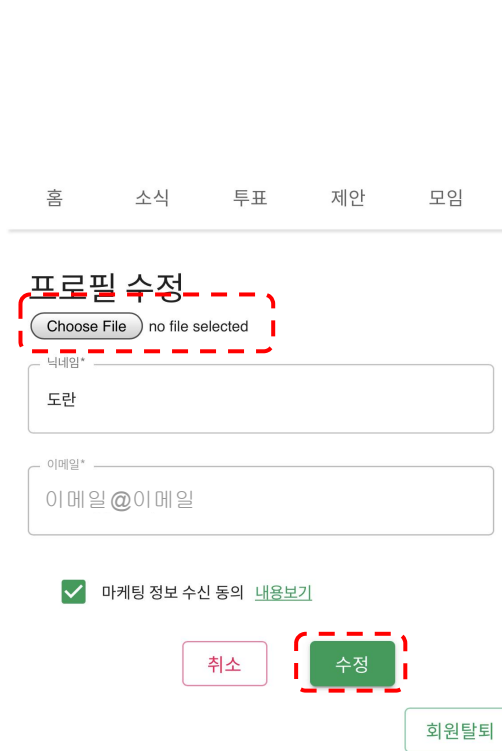 홈 소식 투표 제안 모임
프로필 수정
Choose File no file selected
닉네임*
도란
이메일*
이메일@이메일
마케팅 정보 수신 동의 내용보기
취소 수정
회원탈퇴